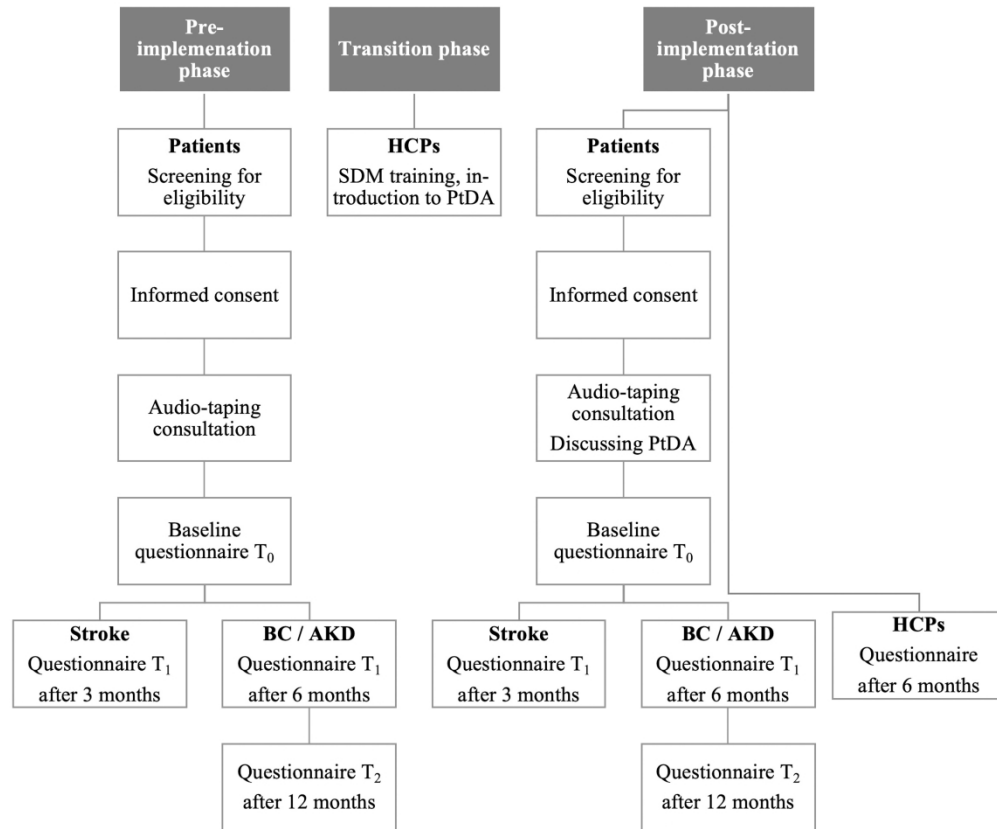 Pre-
implemenation
phase
Transition phase
Post-
implementation
phase
Patients
Screening for
eligibility
HCPs
SDM training, in-
troduction to PtDA
Patients
Screening for
eligibility
Informed consent
Informed consent
Audio-taping
consultation
Audio-taping
consultation
Discussing PtDA
Baseline
questionnaire T₀
Baseline
questionnaire T₀
Stroke
Questionnaire T₁
after 3 months
BC / AKD
Questionnaire T₁
after 6 months
Stroke
Questionnaire T₁
after 3 months
BC / AKD
Questionnaire T₁
after 6 months
HCPs
Questionnaire
after 6 months
Questionnaire T₂
after 12 months
Questionnaire T₂
after 12 months